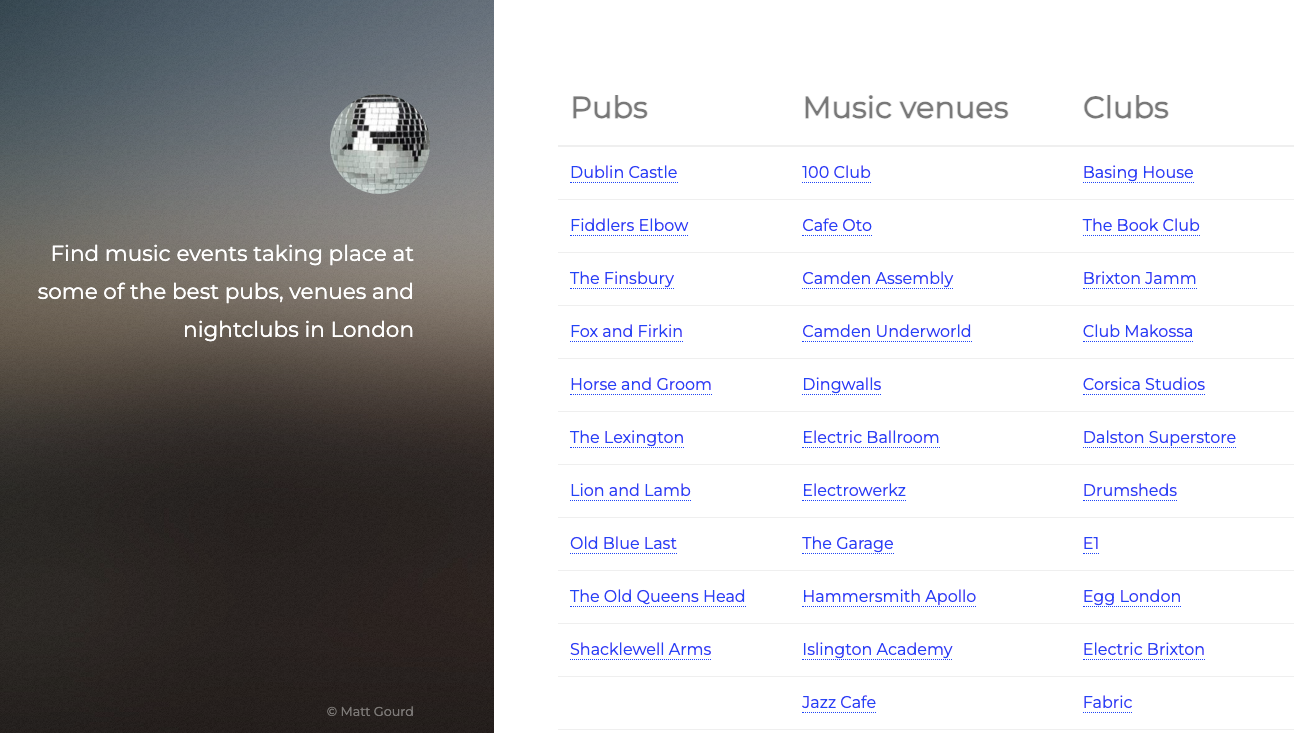 Find music events taking place at
some of the best pubs, venues and
nightclubs in London
© Matt Gourd
Pubs Music venues Clubs
Dublin Castle 100 Club Basing House
Fiddlers Elbow Cafe Oto The Book Club
The Finsbury Camden Assembly Brixton Jamm
Fox and Firkin Camden Underworld Club Makossa
Horse and Groom Dingwalls Corsica Studios
The Lexington Electric Ballroom Dalston Superstore
Lion and Lamb Electrowerkz Drumsheds
Old Blue Last The Garage E1
The Old Queens Head Hammersmith Apollo Egg London
Shacklewell Arms Islington Academy Electric Brixton
Jazz Cafe Fabric